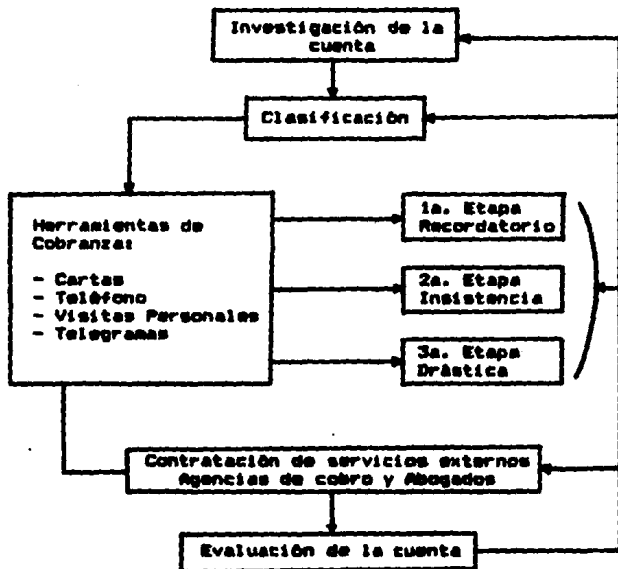 Investigación de la
cuenta
Clasificación
Herramientas de
Cobranza:
- Cartas
- Teléfono
- Visitas Personales
- Telegramas
1a. Etapa
Recordatorio
2a. Etapa
Insistencia
3a. Etapa
Drástica
Contratación de servicios externos
Agencias de cobro y Abogados
Evaluación de la cuenta